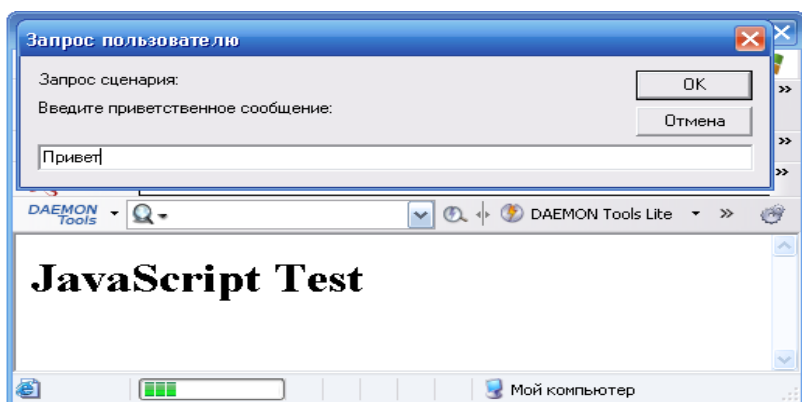 Запрос пользователю
Запрос сценария:
OK
Введите приветственное сообщение:
Отмена
Привет
DAEMON Tools
DAEMON Tools Lite
JavaScript Test
Мой компьютер